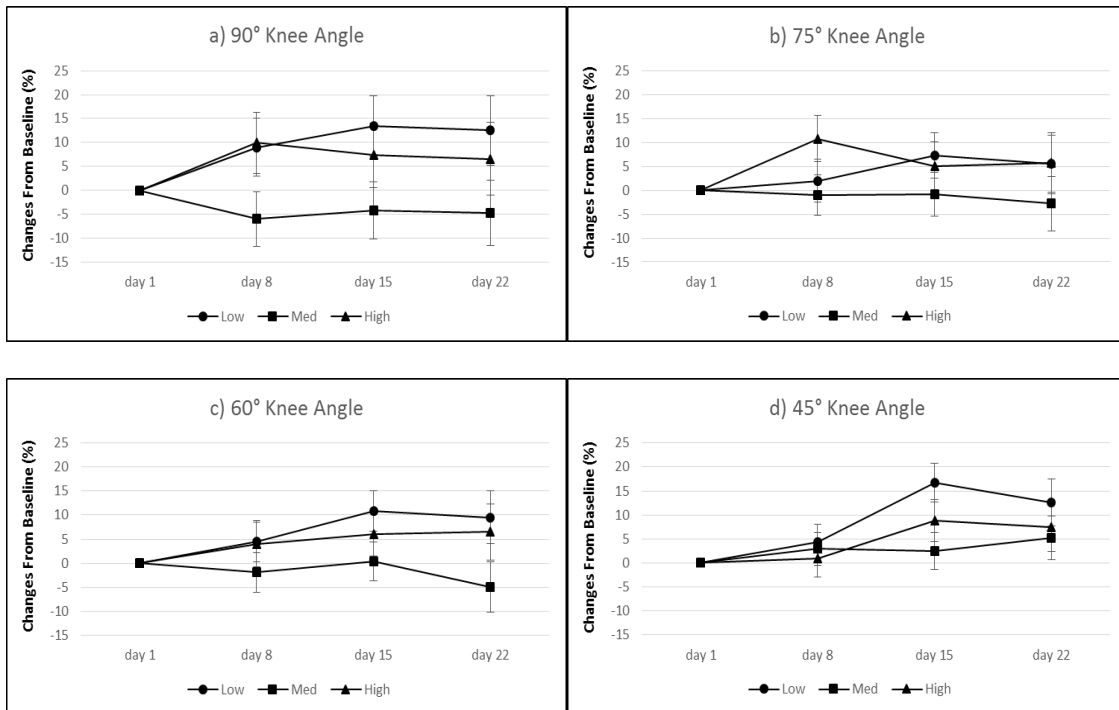 a) 90° Knee Angle
Changes From Baseline (%)
25
20
15
10
5
0
-5
-10
-15
day 1 day 8 day 15 day 22
Low Med High
b) 75° Knee Angle
Changes From Baseline (%)
25
20
15
10
5
0
-5
-10
-15
day 1 day 8 day 15 day 22
Low Med High
c) 60° Knee Angle
Changes From Baseline (%)
25
20
15
10
5
0
-5
-10
-15
day 1 day 8 day 15 day 22
Low Med High
d) 45° Knee Angle
Changes From Baseline (%)
25
20
15
10
5
0
-5
-10
-15
day 1 day 8 day 15 day 22
Low Med High